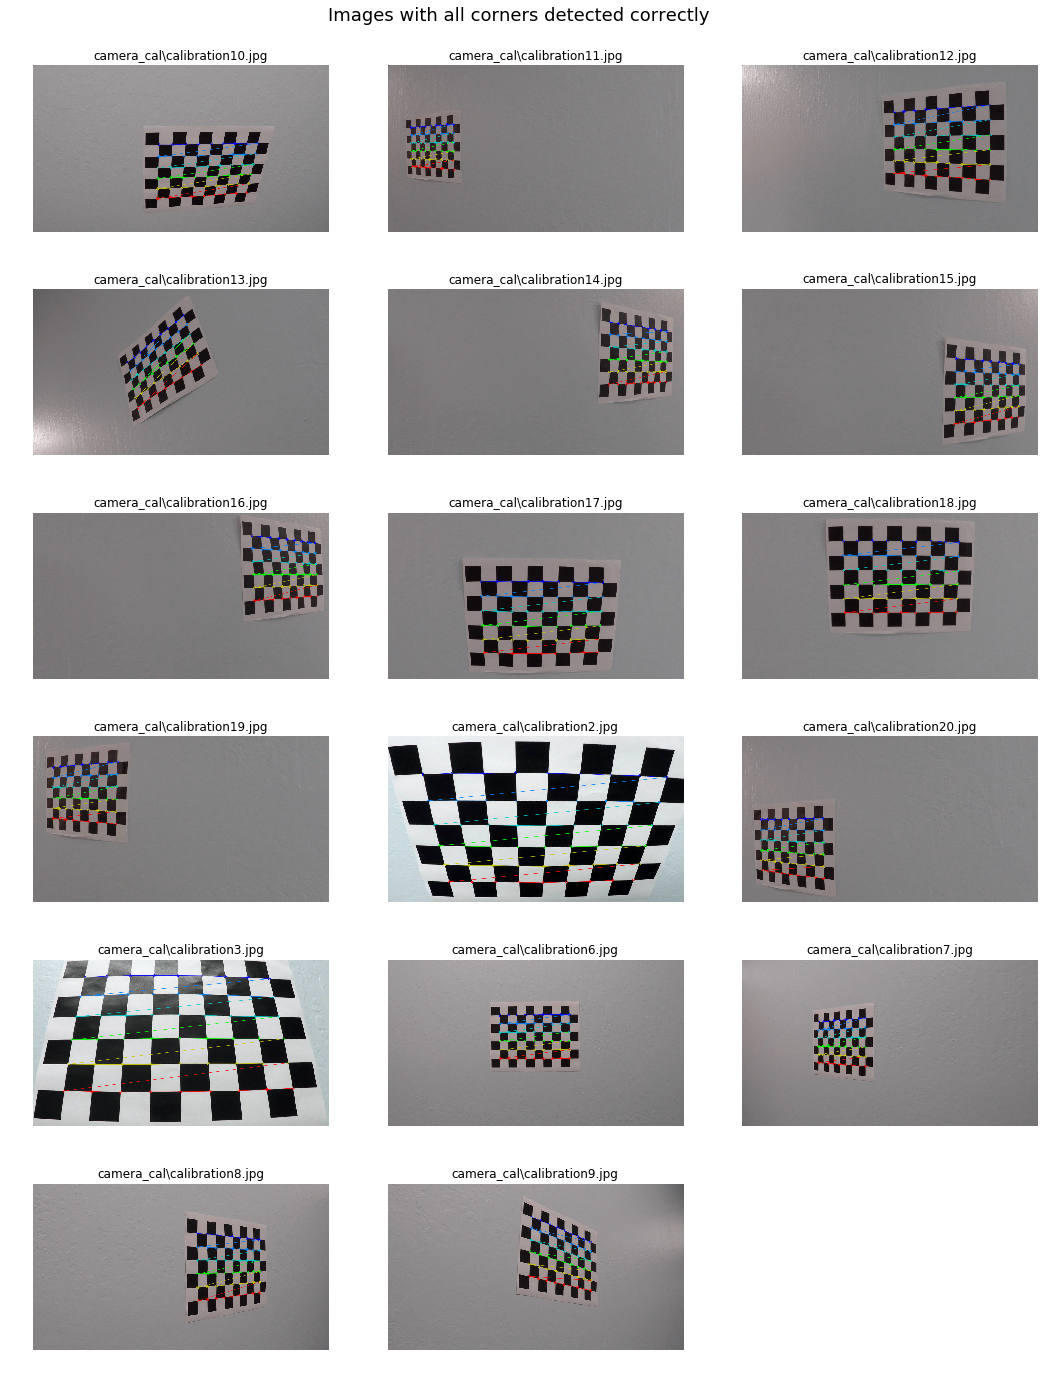 Images with all corners detected correctly
camera_cal\calibration10.jpg
camera_cal\calibration11.jpg
camera_cal\calibration12.jpg
camera_cal\calibration13.jpg
camera_cal\calibration14.jpg
camera_cal\calibration15.jpg
camera_cal\calibration16.jpg
camera_cal\calibration17.jpg
camera_cal\calibration18.jpg
camera_cal\calibration19.jpg
camera_cal\calibration2.jpg
camera_cal\calibration20.jpg
camera_cal\calibration3.jpg
camera_cal\calibration6.jpg
camera_cal\calibration7.jpg
camera_cal\calibration8.jpg
camera_cal\calibration9.jpg